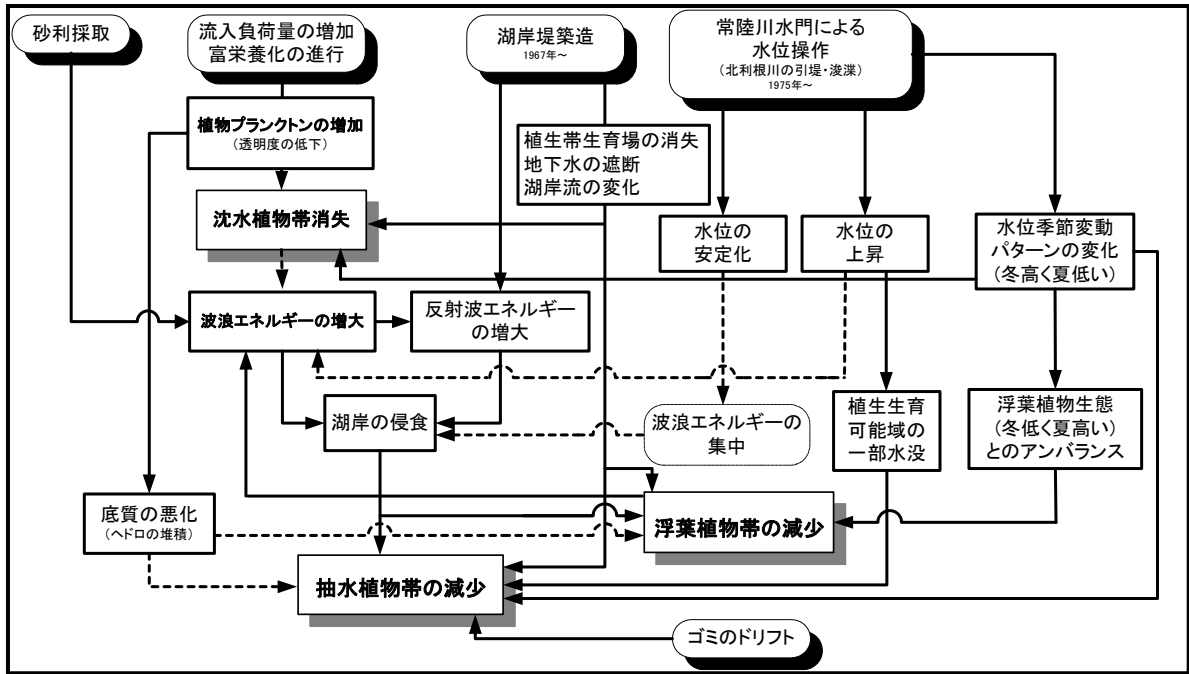 砂利採取
流入負荷量の増加
富栄養化の進行
湖岸堤築造
1967年～
常陸川水門による
水位操作
（北利根川の引堤・浚渫）
1975年～
植物プランクトンの増加
（透明度の低下）
植生帯生育場の消失
地下水の遮断
湖岸流の変化
沈水植物帯消失
水位の
安定化
水位の
上昇
水位季節変動
パターンの変化
（冬高く夏低い）
波浪エネルギーの増大
反射波エネルギー
の増大
湖岸の侵食
波浪エネルギーの
集中
植生生育
可能域の
一部水没
浮葉植物生態
（冬低く夏高い）
とのアンバランス
底質の悪化
（ヘドロの堆積）
浮葉植物帯の減少
抽水植物帯の減少
ゴミのドリフト